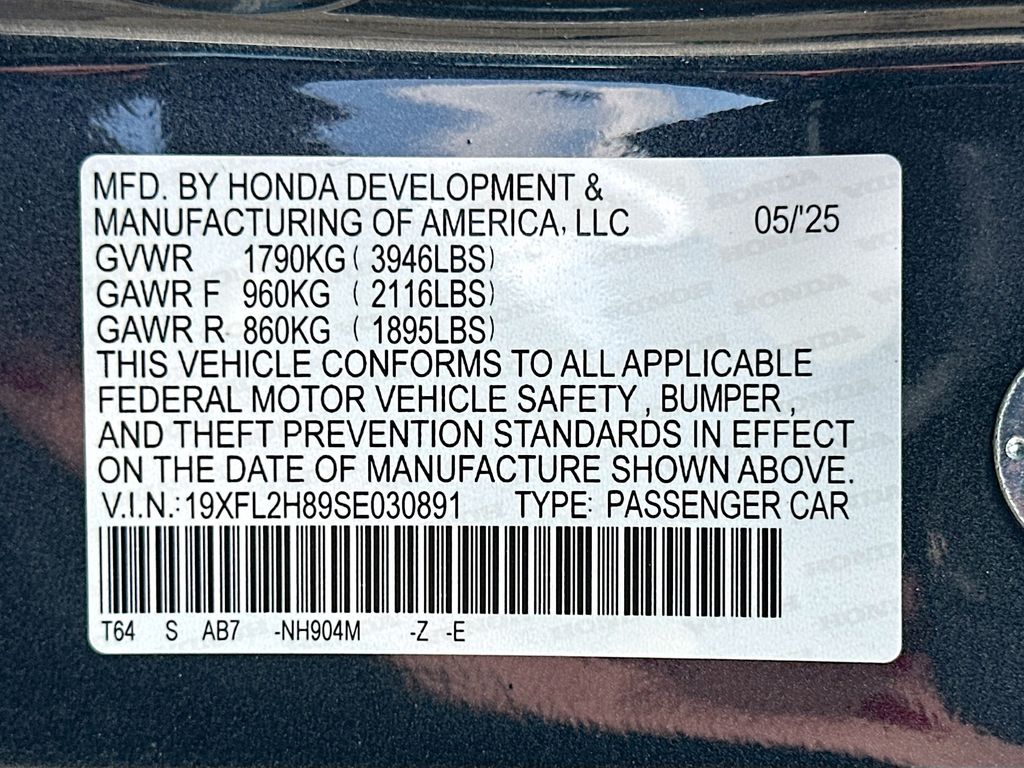 MFD. BY HONDA DEVELOPMENT &
MANUFACTURING OF AMERICA, LLC 05/'25
GVWR 1790KG ( 3946LBS)
GAWR F 960KG ( 2116LBS)
GAWR R 860KG ( 1895LBS)
THIS VEHICLE CONFORMS TO ALL APPLICABLE
FEDERAL MOTOR VEHICLE SAFETY , BUMPER ,
AND THEFT PREVENTION STANDARDS IN EFFECT
ON THE DATE OF MANUFACTURE SHOWN ABOVE.
V.I.N.: 19XFL2H89SE030891 TYPE: PASSENGER CAR
T64 S AB7 -NH904M -Z -E